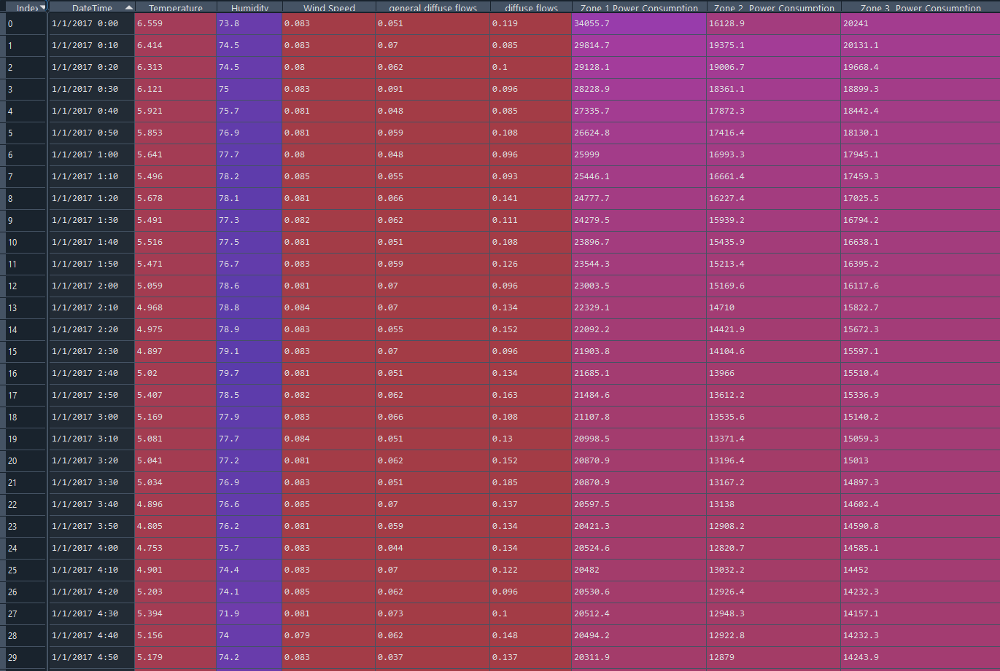 Index DateTime Temperature Humidity Wind Speed general diffuse flows diffuse flows Zone 1 Power Consumption Zone 2 Power Consumption Zone 3 Power Consumption
0 1/1/2017 0:00 6.559 73.8 0.083 0.051 0.119 34055.7 16128.9 20241
1 1/1/2017 0:10 6.414 74.5 0.083 0.07 0.085 29814.7 19375.1 20131.1
2 1/1/2017 0:20 6.313 74.5 0.08 0.062 0.1 29128.1 19006.7 19668.4
3 1/1/2017 0:30 6.121 75 0.083 0.091 0.096 28228.9 18361.1 18899.3
4 1/1/2017 0:40 5.921 75.7 0.081 0.048 0.085 27335.7 17872.3 18442.4
5 1/1/2017 0:50 5.853 76.9 0.081 0.059 0.108 26624.8 17416.4 18130.1
6 1/1/2017 1:00 5.641 77.7 0.08 0.048 0.096 25999 16993.3 17945.1
7 1/1/2017 1:10 5.496 78.2 0.085 0.055 0.093 25446.1 16661.4 17459.3
8 1/1/2017 1:20 5.678 78.1 0.081 0.066 0.141 24777.7 16227.4 17025.5
9 1/1/2017 1:30 5.491 77.3 0.082 0.062 0.111 24279.5 15939.2 16794.2
10 1/1/2017 1:40 5.516 77.5 0.081 0.051 0.108 23896.7 15435.9 16638.1
11 1/1/2017 1:50 5.471 76.7 0.083 0.059 0.126 23544.3 15213.4 16395.2
12 1/1/2017 2:00 5.059 78.6 0.081 0.07 0.096 23003.5 15169.6 16117.6
13 1/1/2017 2:10 4.968 78.8 0.084 0.07 0.134 22329.1 14710 15822.7
14 1/1/2017 2:20 4.975 78.9 0.083 0.055 0.152 22092.2 14421.9 15672.3
15 1/1/2017 2:30 4.897 79.1 0.083 0.07 0.096 21903.8 14104.6 15597.1
16 1/1/2017 2:40 5.02 79.7 0.081 0.051 0.134 21685.1 13966 15510.4
17 1/1/2017 2:50 5.407 78.5 0.082 0.062 0.163 21484.6 13612.2 15336.9
18 1/1/2017 3:00 5.169 77.9 0.083 0.066 0.108 21107.8 13535.6 15140.2
19 1/1/2017 3:10 5.081 77.7 0.084 0.051 0.13 20998.5 13371.4 15059.3
20 1/1/2017 3:20 5.041 77.2 0.081 0.062 0.152 20870.9 13196.4 15013
21 1/1/2017 3:30 5.034 76.9 0.083 0.051 0.185 20870.9 13167.2 14897.3
22 1/1/2017 3:40 4.896 76.6 0.085 0.07 0.137 20597.5 13138 14602.4
23 1/1/2017 3:50 4.805 76.2 0.081 0.059 0.134 20421.3 12908.2 14590.8
24 1/1/2017 4:00 4.753 75.7 0.083 0.044 0.134 20524.6 12820.7 14585.1
25 1/1/2017 4:10 4.901 74.4 0.083 0.07 0.122 20482 13032.2 14452
26 1/1/2017 4:20 5.203 74.1 0.085 0.062 0.096 20530.6 12926.4 14232.3
27 1/1/2017 4:30 5.394 71.9 0.081 0.073 0.1 20512.4 12948.3 14157.1
28 1/1/2017 4:40 5.156 74 0.079 0.062 0.148 20494.2 12922.8 14232.3
29 1/1/2017 4:50 5.179 74.2 0.083 0.037 0.137 20311.9 12879 14243.9